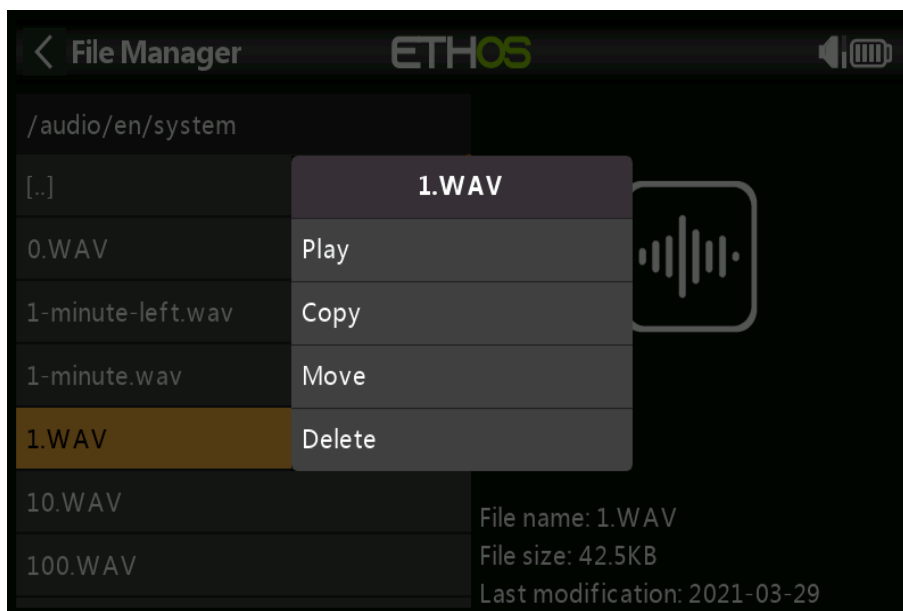 File Manager
ETHOS
/audio/en/system
[..]
0.WAV
1-minute-left.wav
1-minute.wav
1.WAV
10.WAV
100.WAV
1.WAV
Play
Copy
Move
Delete
File name: 1.WAV
File size: 42.5KB
Last modification: 2021-03-29